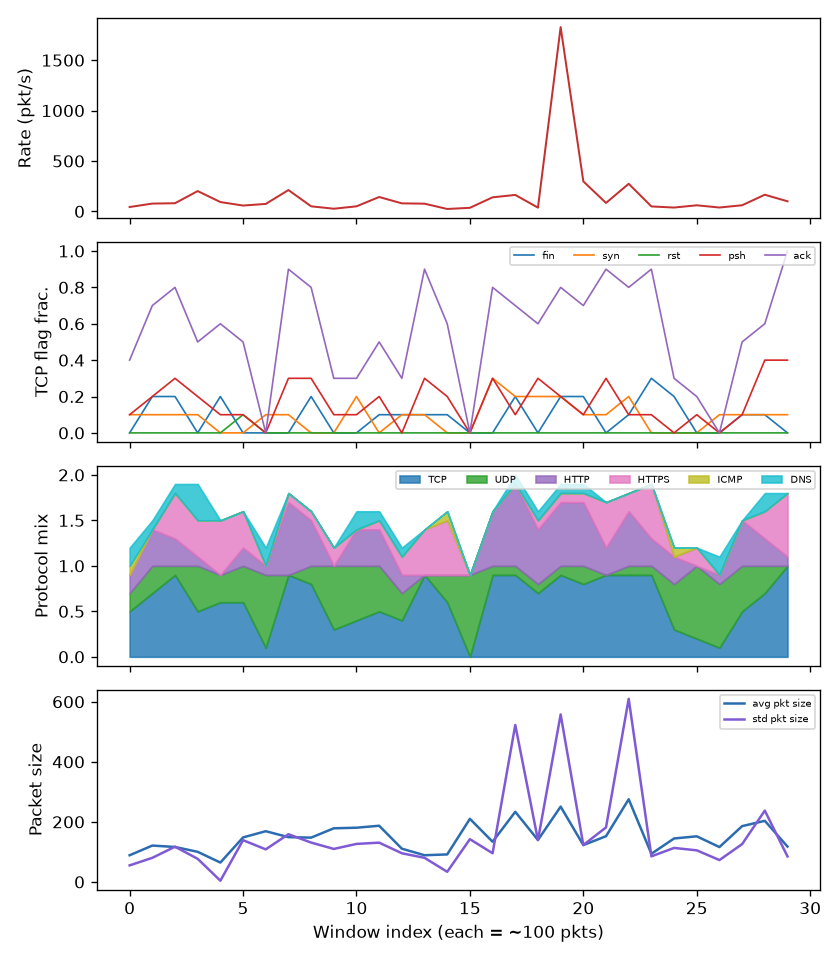 Rate (pkt/s)
1500
1000
500
0
TCP flag frac.
1.0
0.8
0.6
0.4
0.2
0.0
fin syn rst psh ack
Protocol mix
2.0
1.5
1.0
0.5
0.0
TCP UDP HTTP HTTPS ICMP DNS
Packet size
600
400
200
0
avg pkt size
std pkt size
0 5 10 15 20 25 30
Window index (each = ~100 pkts)